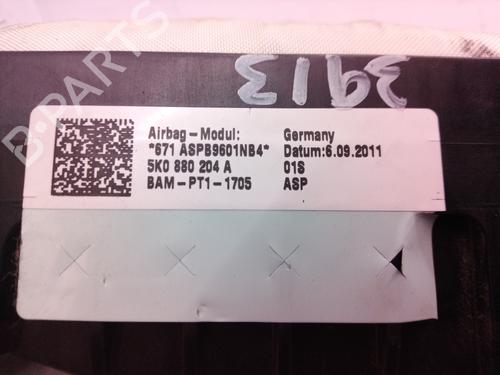 3913
Airbag-Modul: Germany
*671 ASPB9601NB4* Datum:6.09.2011
5K0 880 204 A 01S
BAM-PT1-1705 ASP
B-PARTS